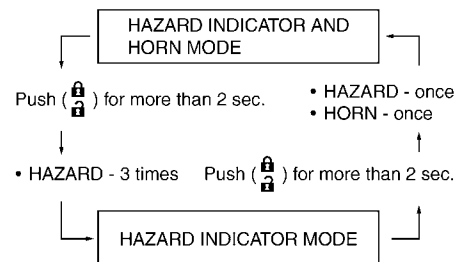 HAZARD INDICATOR AND
HORN MODE
Push ( ) for more than 2 sec.
• HAZARD - once
• HORN - once
• HAZARD - 3 times
Push ( ) for more than 2 sec.
HAZARD INDICATOR MODE